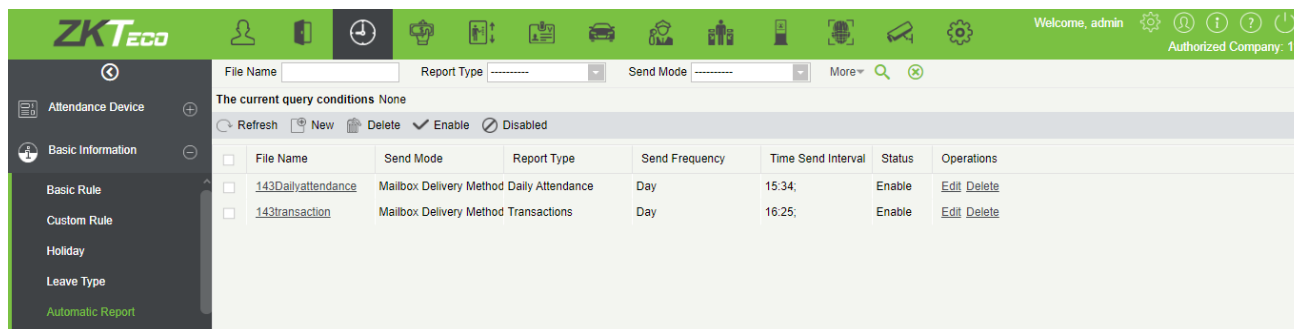 ZKTeco
Welcome, admin
Authorized Company: 1
File Name
Report Type ----------
Send Mode ----------
More
The current query conditions None
Refresh New Delete Enable Disabled
Attendance Device
Basic Information
Basic Rule
Custom Rule
Holiday
Leave Type
Automatic Report
File Name Send Mode Report Type Send Frequency Time Send Interval Status Operations
143Dailyattendance Mailbox Delivery Method Daily Attendance Day 15:34; Enable Edit Delete
143transaction Mailbox Delivery Method Transactions Day 16:25; Enable Edit Delete